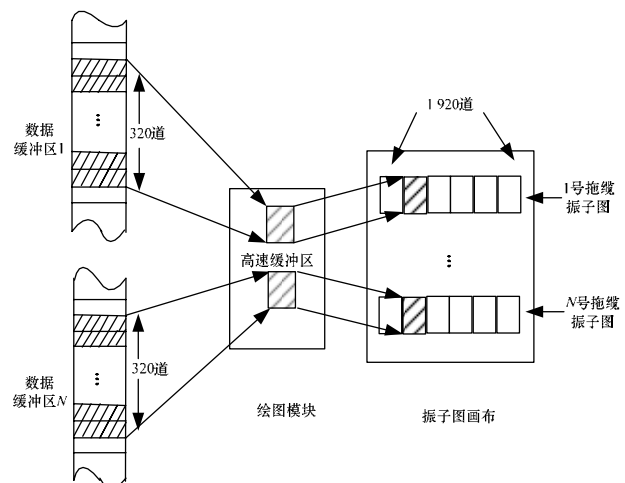 数据
缓冲区1
320道
⋮
1 920道
1号拖缆
振子图
高速缓冲区
...
数据
缓冲区N
320道
⋮
N号拖缆
振子图
绘图模块
振子图画布